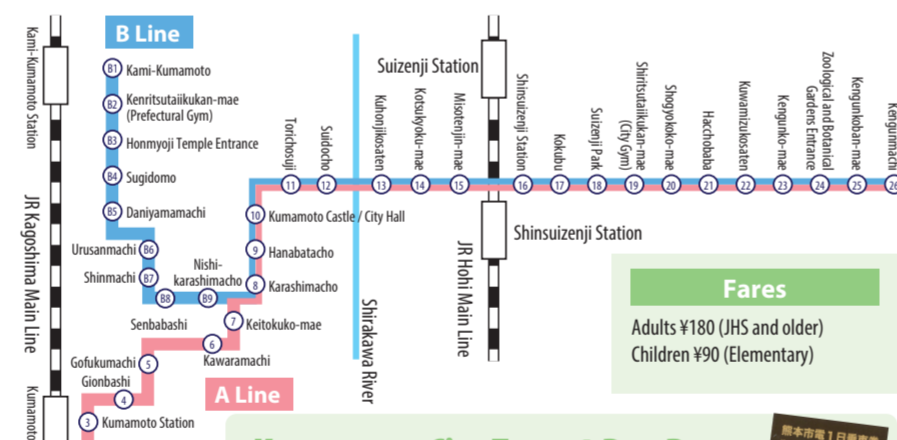 B Line
Kami-Kumamoto Station
B1 Kami-Kumamoto
B2 Kenritsutaiikukan-mae
(Prefectural Gym)
B3 Honmyoji Temple Entrance
B4 Sugidomo
B5 Daniyamamachi
Urusanmachi B6
Shinmachi B7
B8
Senbabashi
B9
Nishi-
karashimacho
JR Kagoshima Main Line
Kumamoto
3 Kumamoto Station
4
Gionbashi
Gofukumachi 5
6
Kawaramachi
7 Keitokuko-mae
8 Karashimacho
9 Hanabatacho
10 Kumamoto Castle / City Hall
A Line
Torichosuji
11
Suidocho
12
Shirakawa River
Kuhonjikosaten
13
Kotsukyoku-mae
14
Misotenjin-mae
15
Suizenji Station
JR Hohi Main Line
Shinsuizenji Station
Shinsuizenji Station
16
Kokubu
17
Suizenji Park
18
Shiritsutaiikukan-mae
(City Gym)
19
Shogyokoko-mae
20
Hacchobaba
21
Kuwamizukosaten
22
Kengunko-mae
23
Zoological and Botanical
Gardens Entrance
24
Kengunkoban-mae
25
Kengunmachi
26
Fares
Adults ¥180 (JHS and older)
Children ¥90 (Elementary)